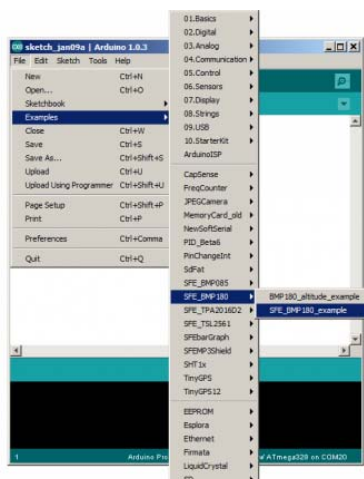 sketch_jan09a | Arduino 1.0.3
File Edit Sketch Tools Help
New Ctrl+N
Open... Ctrl+O
Sketchbook
Examples
Close Ctrl+W
Save Ctrl+S
Save As... Ctrl+Shift+S
Upload Ctrl+U
Upload Using Programmer Ctrl+Shift+U
Page Setup Ctrl+Shift+P
Print Ctrl+P
Preferences Ctrl+Comma
Quit Ctrl+Q
01.Basics
02.Digital
03.Analog
04.Communication
05.Control
06.Sensors
07.Display
08.Strings
09.USB
10.StarterKit
ArduinoISP
CapSense
FreqCounter
JPEGCamera
MemoryCard_old
NewSoftSerial
PID_Beta6
PinChangeInt
SdFat
SFE_BMP085
SFE_BMP180
SFE_TPA2016D2
SFE_TSL2561
SFEbarGraph
SFEMP3Shield
SHT1x
TinyGPS
TinyGPS12
EEPROM
Esplora
Ethernet
Firmata
LiquidCrystal
BMP180_altitude_example
SFE_BMP180_example
1
Arduino Pro
w/ ATmega328 on COM20